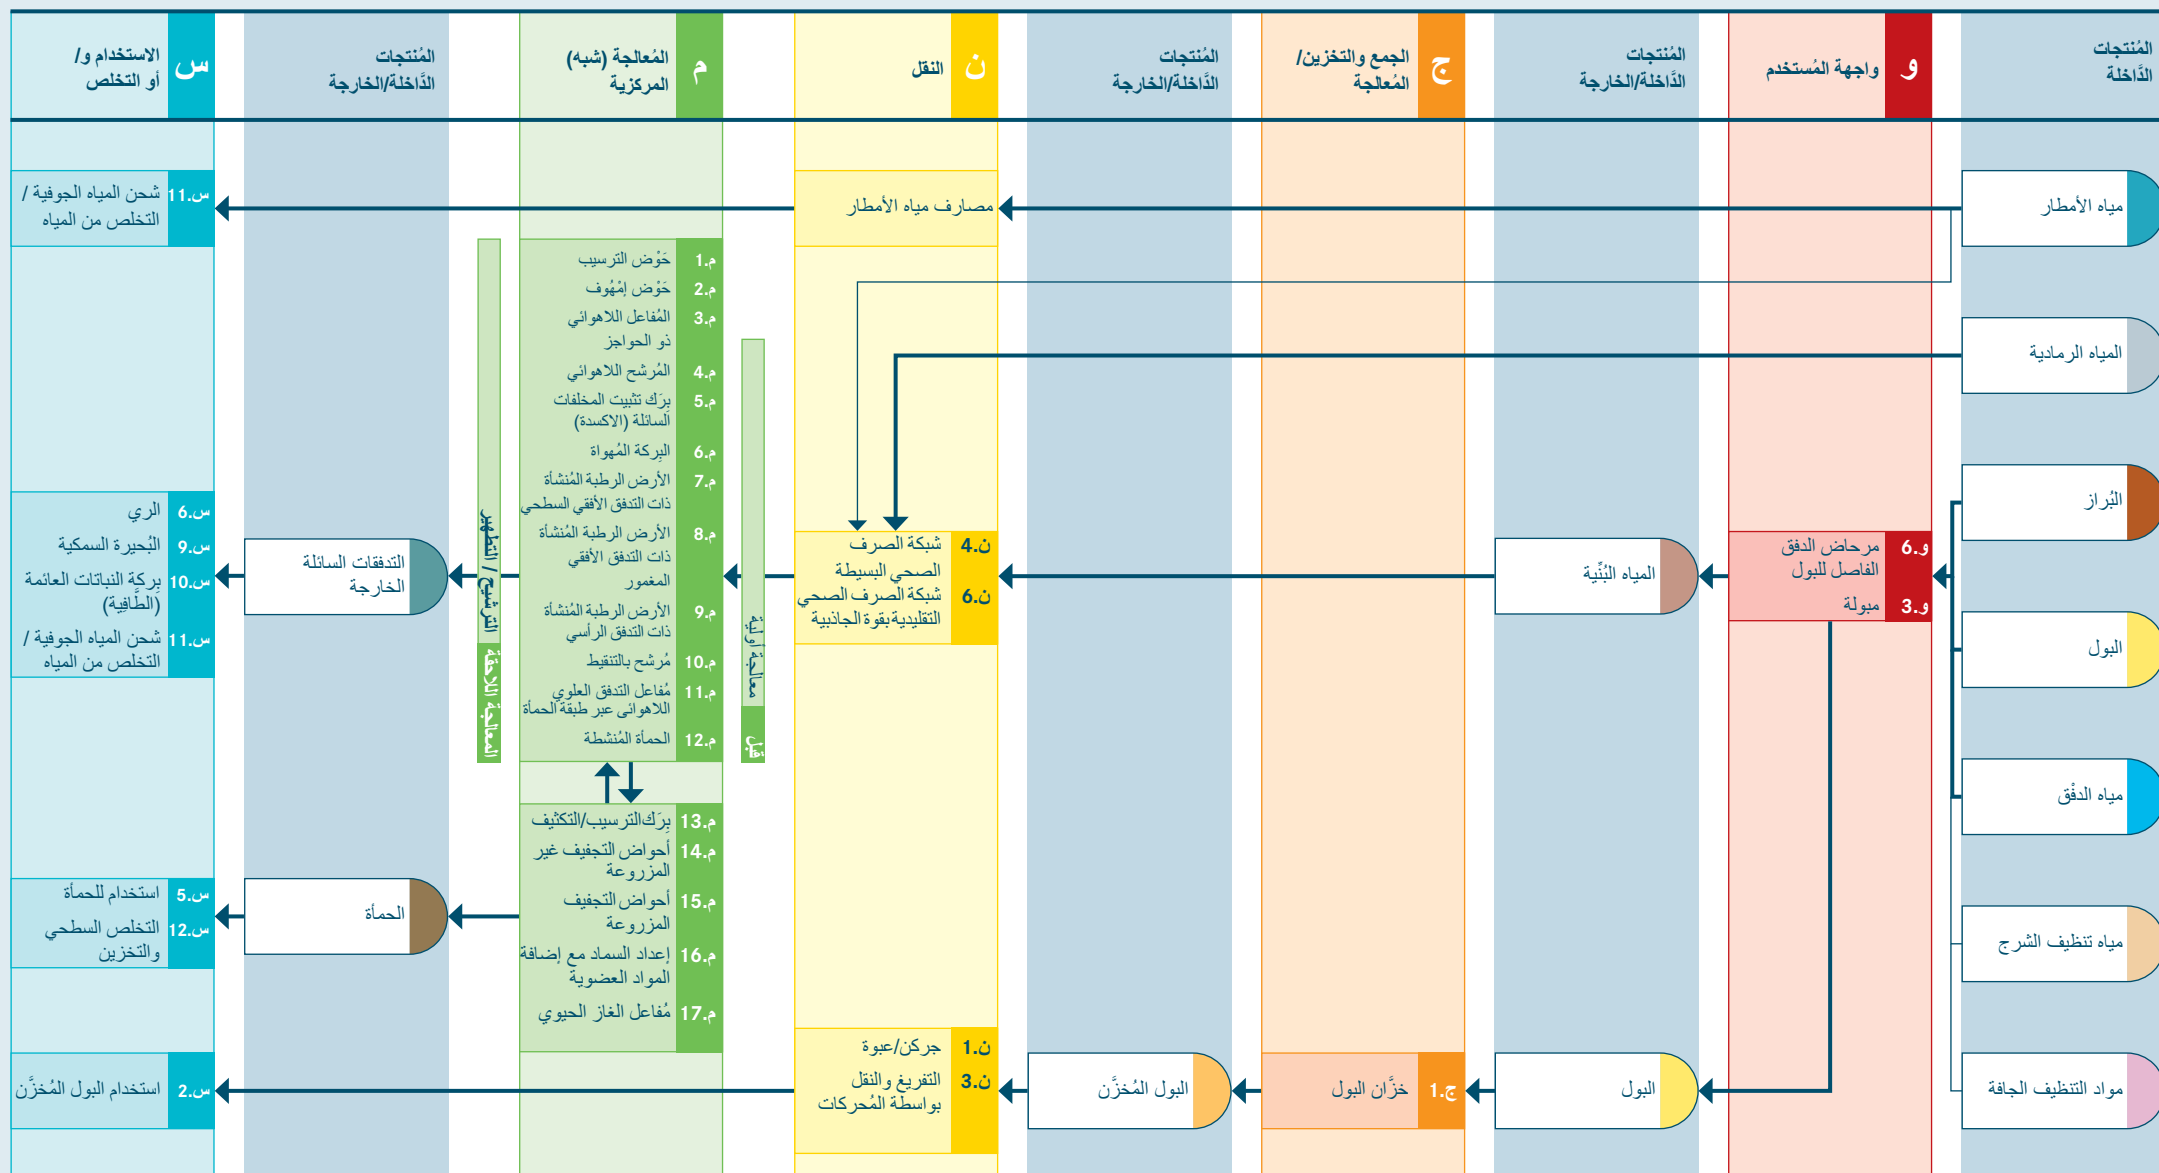 المُنتجات
الدَّاخلة
و
واجهة المُستخدم
المُنتجات
الدَّاخلة/الخارجة
ج
الجمع والتخزين/
المُعالجة
المُنتجات
الدَّاخلة/الخارجة
ن
النقل
م
المُعالجة (شبه)
المركزية
المُنتجات
الدَّاخلة/الخارجة
س
الاستخدام و/
أو التخلص
مياه الأمطار
المياه الرمادية
البُراز
البول
مياه الدفْق
مياه تنظيف الشرج
مواد التنظيف الجافة
و.6 مرحاض الدفق
الفاصل للبول
و.3 مبولة
المياه البُنِّية
البول
ج.1 خزَّان البول
البول المُخزَّن
مصارف مياه الأمطار
ن.4 شبكة الصرف
الصحي البسيطة
ن.6 شبكة الصرف الصحي
التقليدية بقوة الجاذبية
ن.1 جركن/عبوة
ن.3 التفريغ والنقل
بواسطة المُحركات
معالجة أولية
قبل
م.1 حَوْض الترسيب
م.2 حَوْض إمْهُوف
م.3 المُفاعل اللاهوائي
ذو الحواجز
م.4 المُرشح اللاهوائي
م.5 بِرَك تثبيت المخلفات
السائلة (الاكسدة)
م.6 البِركة المُهواة
م.7 الأرض الرطبة المُنشأة
ذات التدفق الأفقي السطحي
م.8 الأرض الرطبة المُنشأة
ذات التدفق الأفقي
المغمور
م.9 الأرض الرطبة المُنشأة
ذات التدفق الرأسي
م.10 مُرشح بالتنقيط
م.11 مُفاعل التدفق العلوي
اللاهوائى عبر طبقة الحمأة
م.12 الحمأة المُنشطة
م.13 بِرَك الترسيب/التكثيف
م.14 أحواض التجفيف غير
المزروعة
م.15 أحواض التجفيف
المزروعة
م.16 إعداد السماد مع إضافة
المواد العضوية
م.17 مُفاعل الغاز الحيوي
الترشيح / التطهير
المعالجة اللاحقة
التدفقات السائلة
الخارجة
الحمأة
س.11 شحن المياه الجوفية /
التخلص من المياه
س.6 الري
س.9 البُحيرة السمكية
س.10 بِركة النباتات العائمة
(الطَّافِية)
س.11 شحن المياه الجوفية /
التخلص من المياه
س.5 استخدام للحمأة
س.12 التخلص السطحي
والتخزين
س.2 استخدام البول المُخزَّن